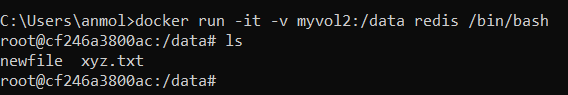 C:\Users\anmol>docker run -it -v myvol2:/data redis /bin/bash
root@cf246a3800ac:/data# ls
newfile  xyz.txt
root@cf246a3800ac:/data#